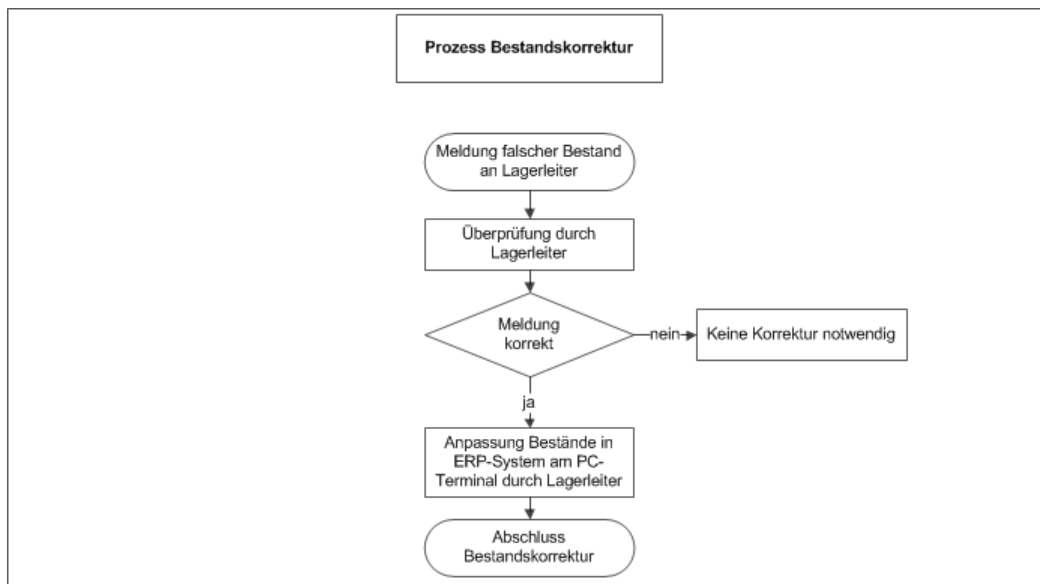 Prozess Bestandskorrektur
Meldung falscher Bestand
an Lagerleiter
Überprüfung durch
Lagerleiter
Meldung
korrekt
nein
Keine Korrektur notwendig
ja
Anpassung Bestände in
ERP-System am PC-
Terminal durch Lagerleiter
Abschluss
Bestandskorrektur